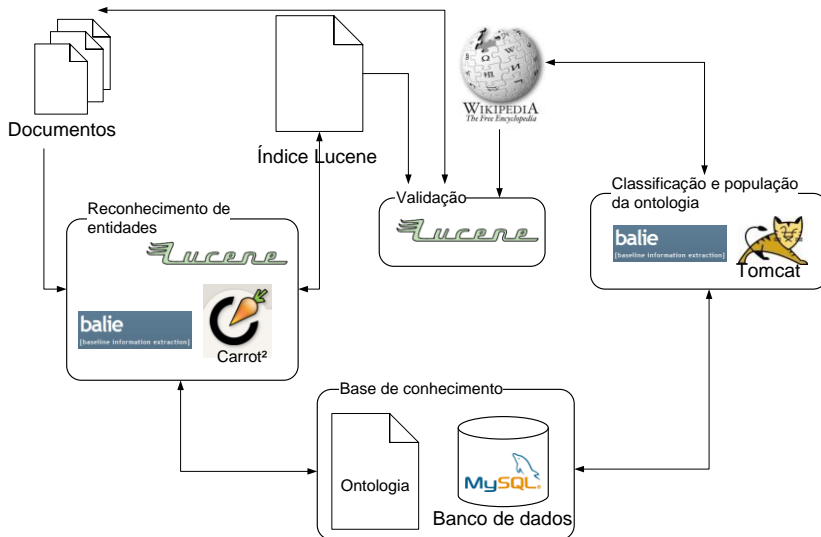 Documentos
Índice Lucene
WIKIPEDIA
The Free Encyclopedia
Validação
Lucene
Classificação e população
da ontologia
balie
[baseline information extraction]
Tomcat
Reconhecimento de
entidades
Lucene
balie
[baseline information extraction]
Carrot²
Base de conhecimento
Ontologia
MySQL®
Banco de dados